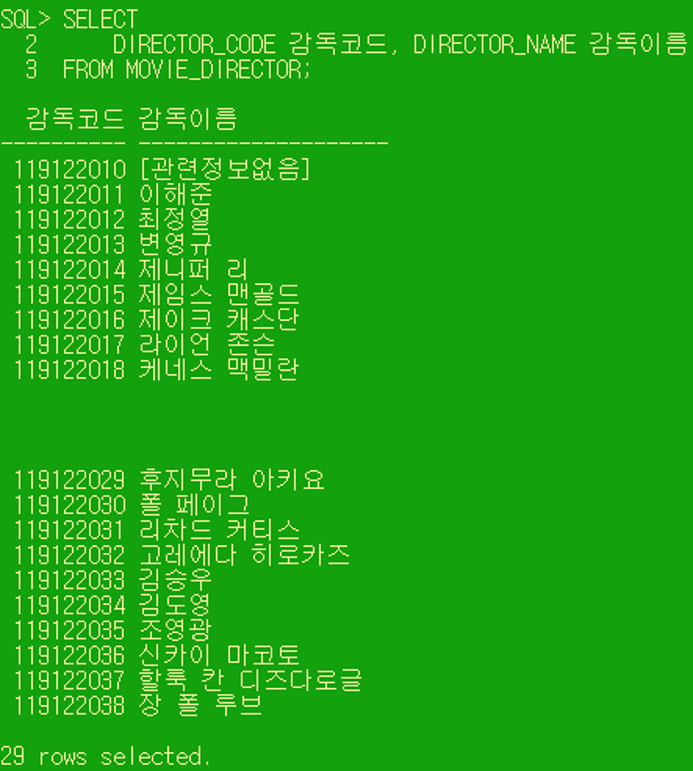 SQL> SELECT
  2      DIRECTOR_CODE 감독코드, DIRECTOR_NAME 감독이름
  3  FROM MOVIE_DIRECTOR;
  감독코드 감독이름
---------- --------------------
 119122010 [관련정보없음]
 119122011 이해준
 119122012 최정열
 119122013 변영규
 119122014 제니퍼 리
 119122015 제임스 맨골드
 119122016 제이크 캐스단
 119122017 라이언 존슨
 119122018 케네스 맥밀란
 119122029 후지무라 아키요
 119122030 폴 페이그
 119122031 리차드 커티스
 119122032 고레에다 히로카즈
 119122033 김승우
 119122034 김도영
 119122035 조영광
 119122036 신카이 마코토
 119122037 할룩 칸 디즈다로글
 119122038 장 폴 루브
29 rows selected.